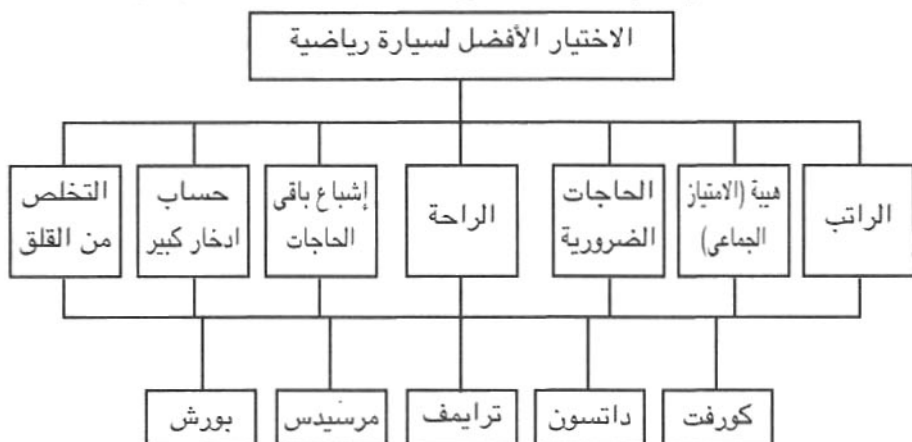 الاختيار الأفضل لسيارة رياضية
الراتب
هيبة (الامتياز
الجماعى)
الحاجات
الضرورية
الراحة
إشباع باقى
الحاجات
حساب
ادخار كبير
التخلص
من القلق
كورفت
داتسون
ترايمف
مرسيدس
بورش